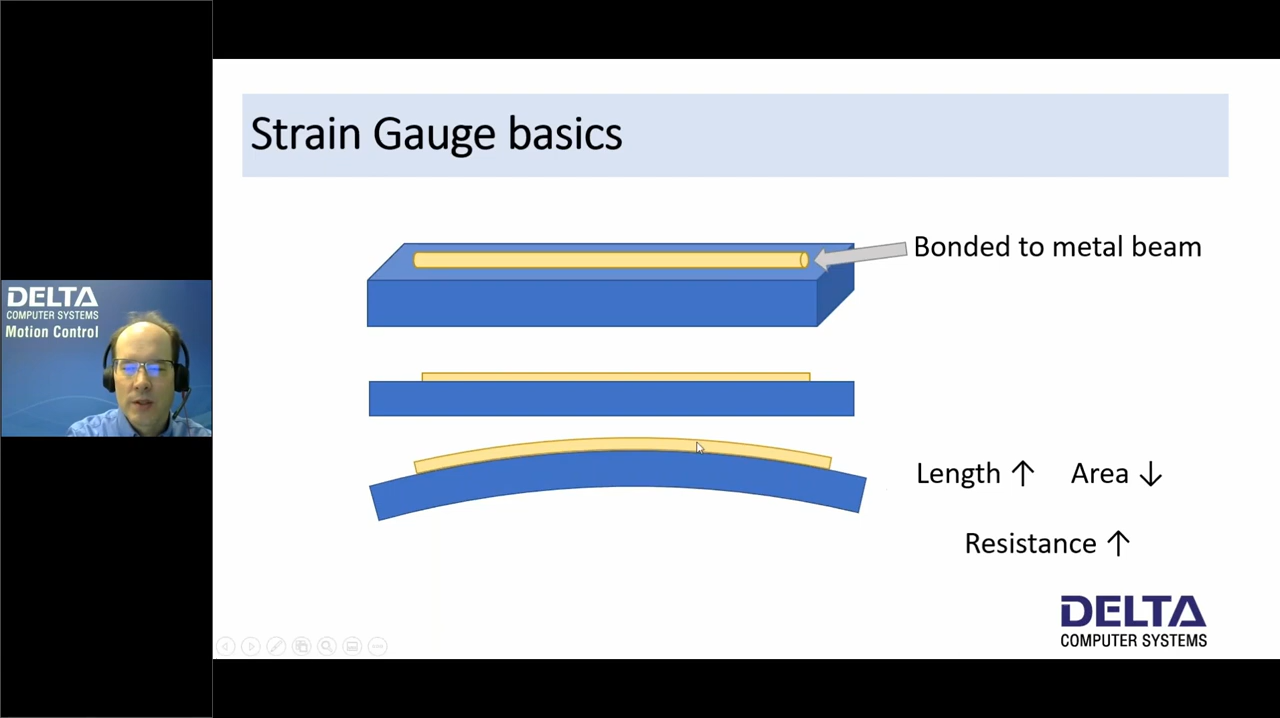 Strain Gauge basics
Bonded to metal beam
Length ↑ Area ↓
Resistance ↑
DELTA
COMPUTER SYSTEMS
DELTA
COMPUTER SYSTEMS
Motion Control